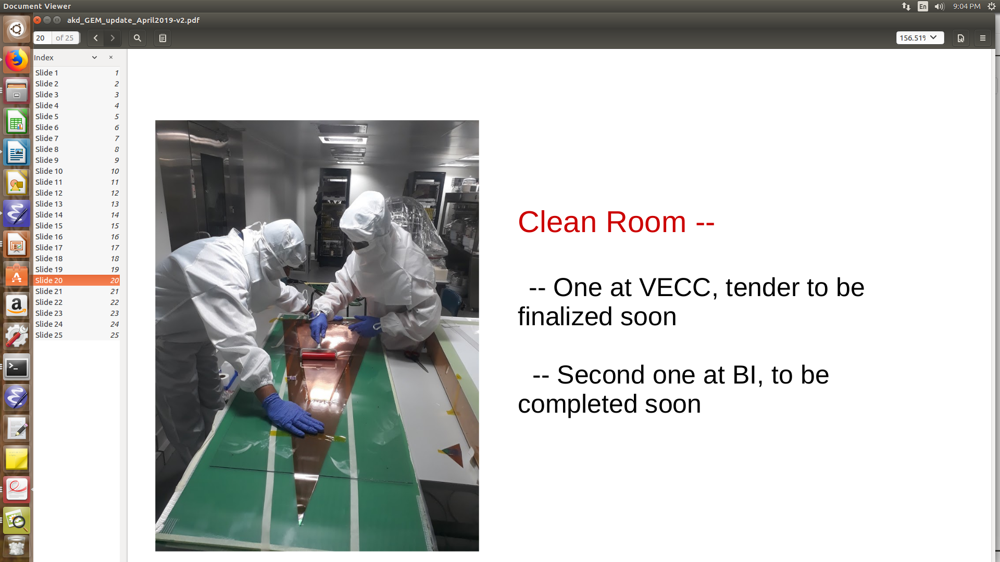 Document Viewer
En
9:04 PM
akd_GEM_update_April2019-v2.pdf
20 of 25
156.51%
Index
Slide 1 1
Slide 2 2
Slide 3 3
Slide 4 4
Slide 5 5
Slide 6 6
Slide 7 7
Slide 8 8
Slide 9 9
Slide 10 10
Slide 11 11
Slide 12 12
Slide 13 13
Slide 14 14
Slide 15 15
Slide 16 16
Slide 17 17
Slide 18 18
Slide 19 19
Slide 20 20
Slide 21 21
Slide 22 22
Slide 23 23
Slide 24 24
Slide 25 25
Clean Room --
-- One at VECC, tender to be
finalized soon
-- Second one at BI, to be
completed soon